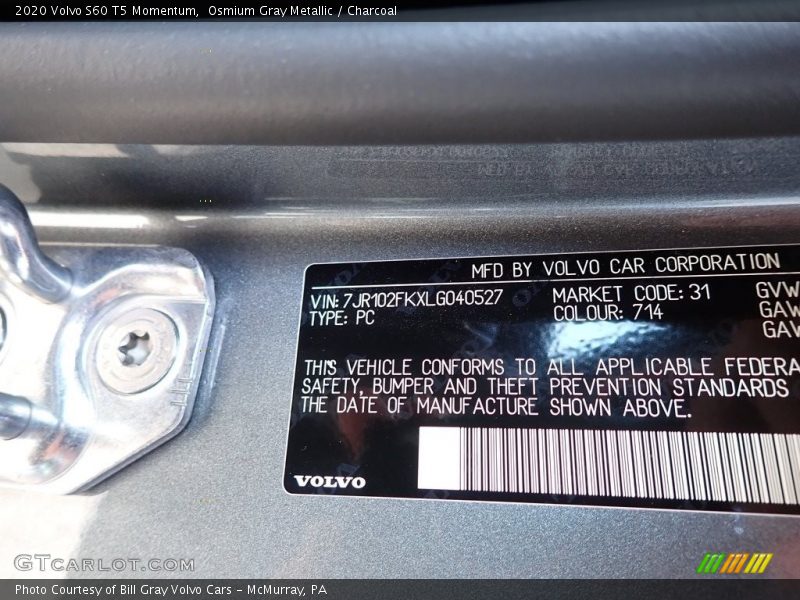 2020 Volvo S60 T5 Momentum,  Osmium Gray Metallic / Charcoal
MFD BY VOLVO CAR CORPORATION
VIN: 7JR102FKXLG040527 MARKET CODE: 31 GVW
TYPE: PC COLOUR: 714 GAW
GAW
THIS VEHICLE CONFORMS TO ALL APPLICABLE FEDERA
SAFETY, BUMPER AND THEFT PREVENTION STANDARDS
THE DATE OF MANUFACTURE SHOWN ABOVE.
VOLVO
GTCARLOT.COM
Photo Courtesy of Bill Gray Volvo Cars - McMurray, PA